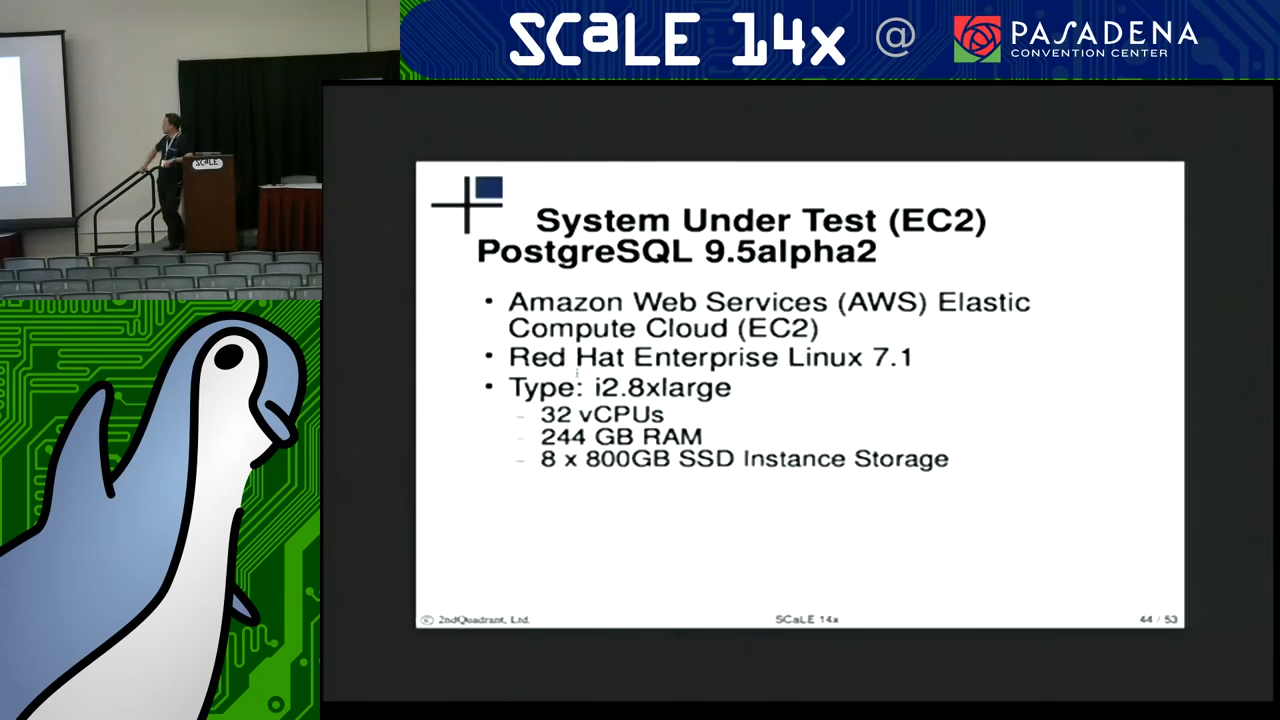 SCaLE 14x @ PASADENA
CONVENTION CENTER
SCaLE
System Under Test (EC2)
PostgreSQL 9.5alpha2
• Amazon Web Services (AWS) Elastic
Compute Cloud (EC2)
• Red Hat Enterprise Linux 7.1
• Type: i2.8xlarge
– 32 vCPUs
– 244 GB RAM
– 8 x 800GB SSD Instance Storage
© 2ndQuadrant, Ltd. SCaLE 14x 44 / 53